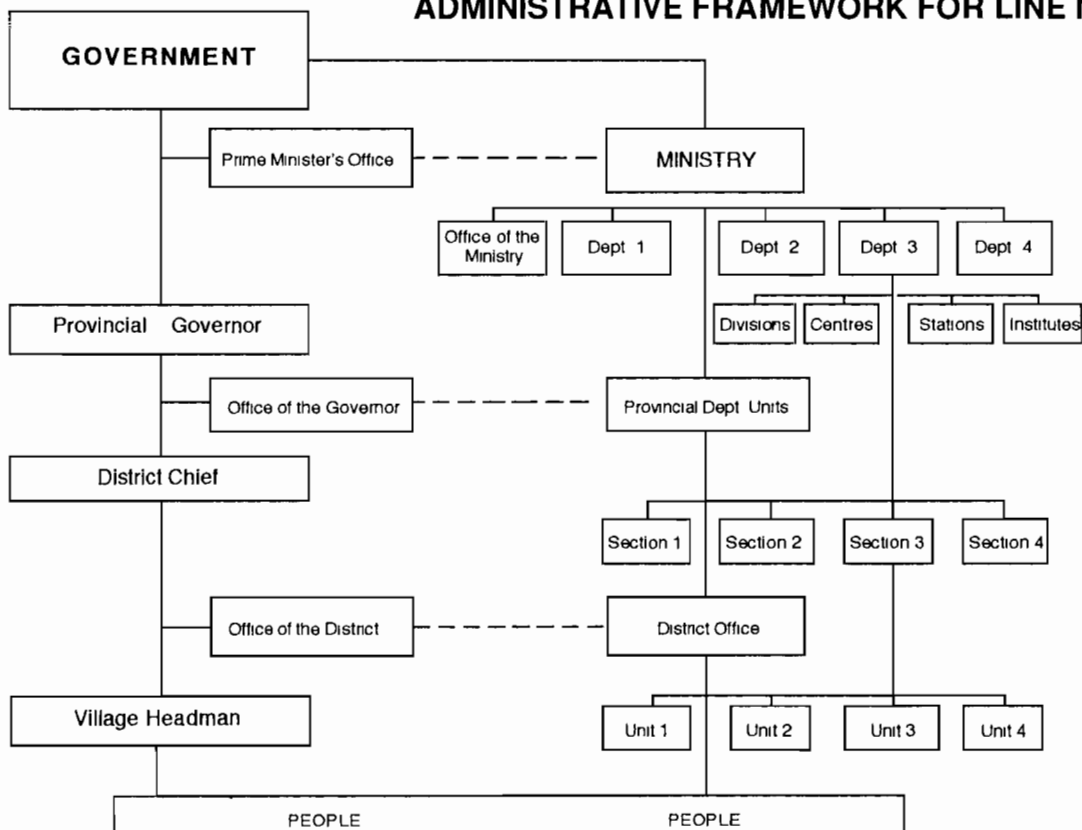 ADMINISTRATIVE FRAMEWORK FOR LINE
GOVERNMENT
Prime Minister's Office
MINISTRY
Office of the
Ministry
Dept 1
Dept 2
Dept 3
Dept 4
Divisions
Centres
Stations
Institutes
Provincial Governor
Office of the Governor
Provincial Dept Units
District Chief
Section 1
Section 2
Section 3
Section 4
Office of the District
District Office
Village Headman
Unit 1
Unit 2
Unit 3
Unit 4
PEOPLE
PEOPLE